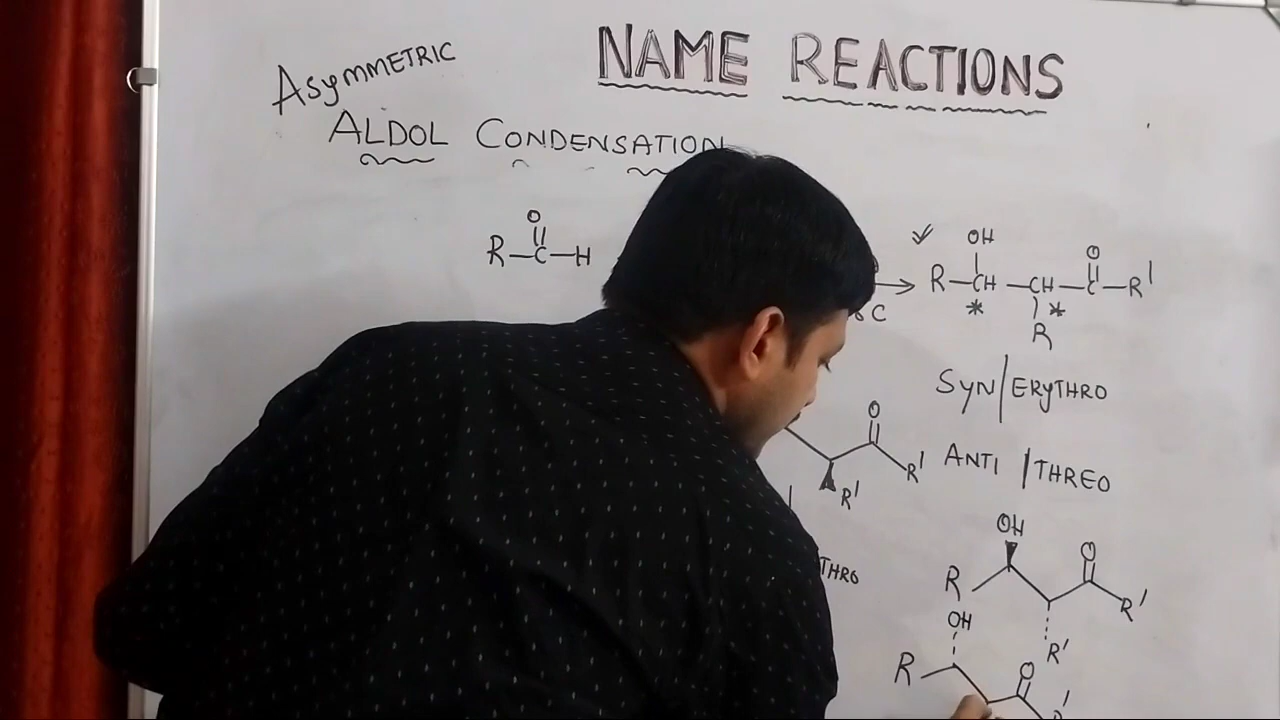 NAME REACTIONS
ASyMMETRIC
ALDOL CONDENSATION
O
R—C—H
OH O
R—CH—CH—C—R'
* *
R
C
SYN/ERyTHRO
O
R'
R'
ANTI/THREO
THRO
OH
O
R
R'
R'
OH
R
O
R'